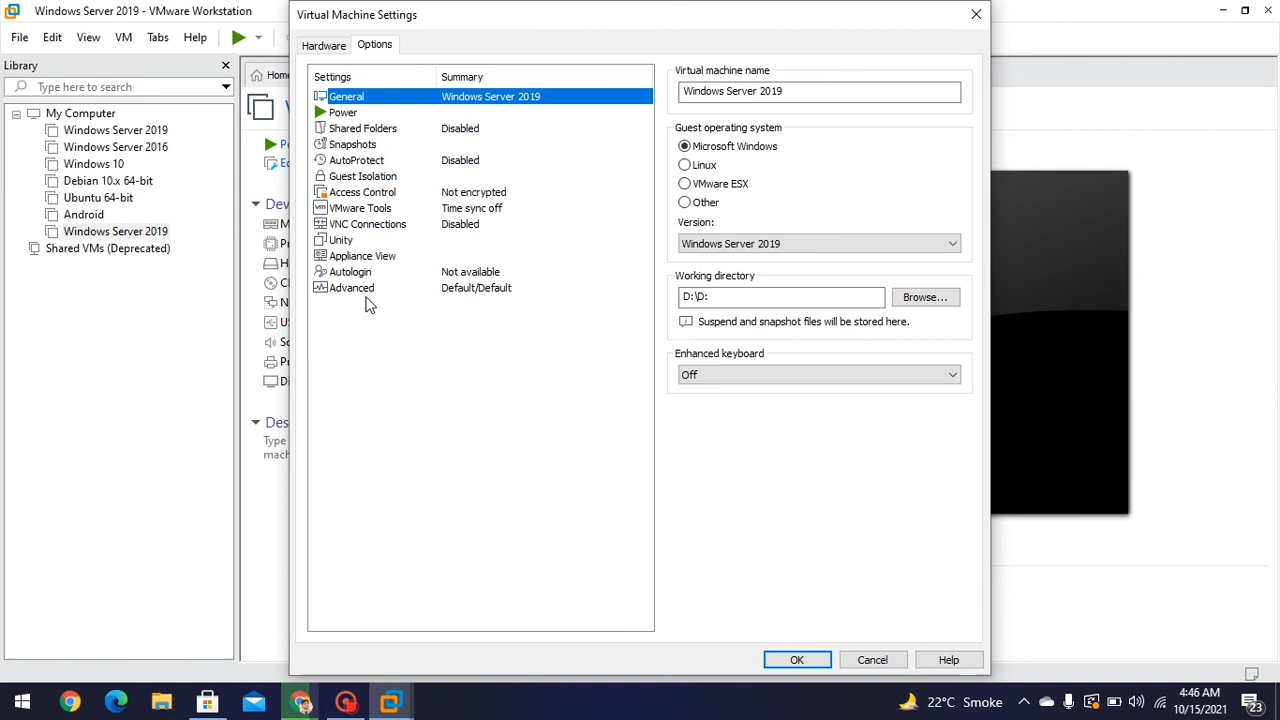 Windows Server 2019 - VMware Workstation
File Edit View VM Tabs Help
Library
Type here to search
My Computer
Windows Server 2019
Windows Server 2016
Windows 10
Debian 10.x 64-bit
Ubuntu 64-bit
Android
Windows Server 2019
Shared VMs (Deprecated)
Type
Virtual Machine Settings
Hardware Options
Settings Summary
General Windows Server 2019
Power
Shared Folders Disabled
Snapshots
AutoProtect Disabled
Guest Isolation
Access Control Not encrypted
VMware Tools Time sync off
VNC Connections Disabled
Unity
Appliance View
Autologin Not available
Advanced Default/Default
Virtual machine name
Windows Server 2019
Guest operating system
Microsoft Windows
Linux
VMware ESX
Other
Version:
Windows Server 2019
Working directory
D:\D: Browse...
Suspend and snapshot files will be stored here.
Enhanced keyboard
Off
OK Cancel Help
22°C Smoke
4:46 AM
10/15/2021
23